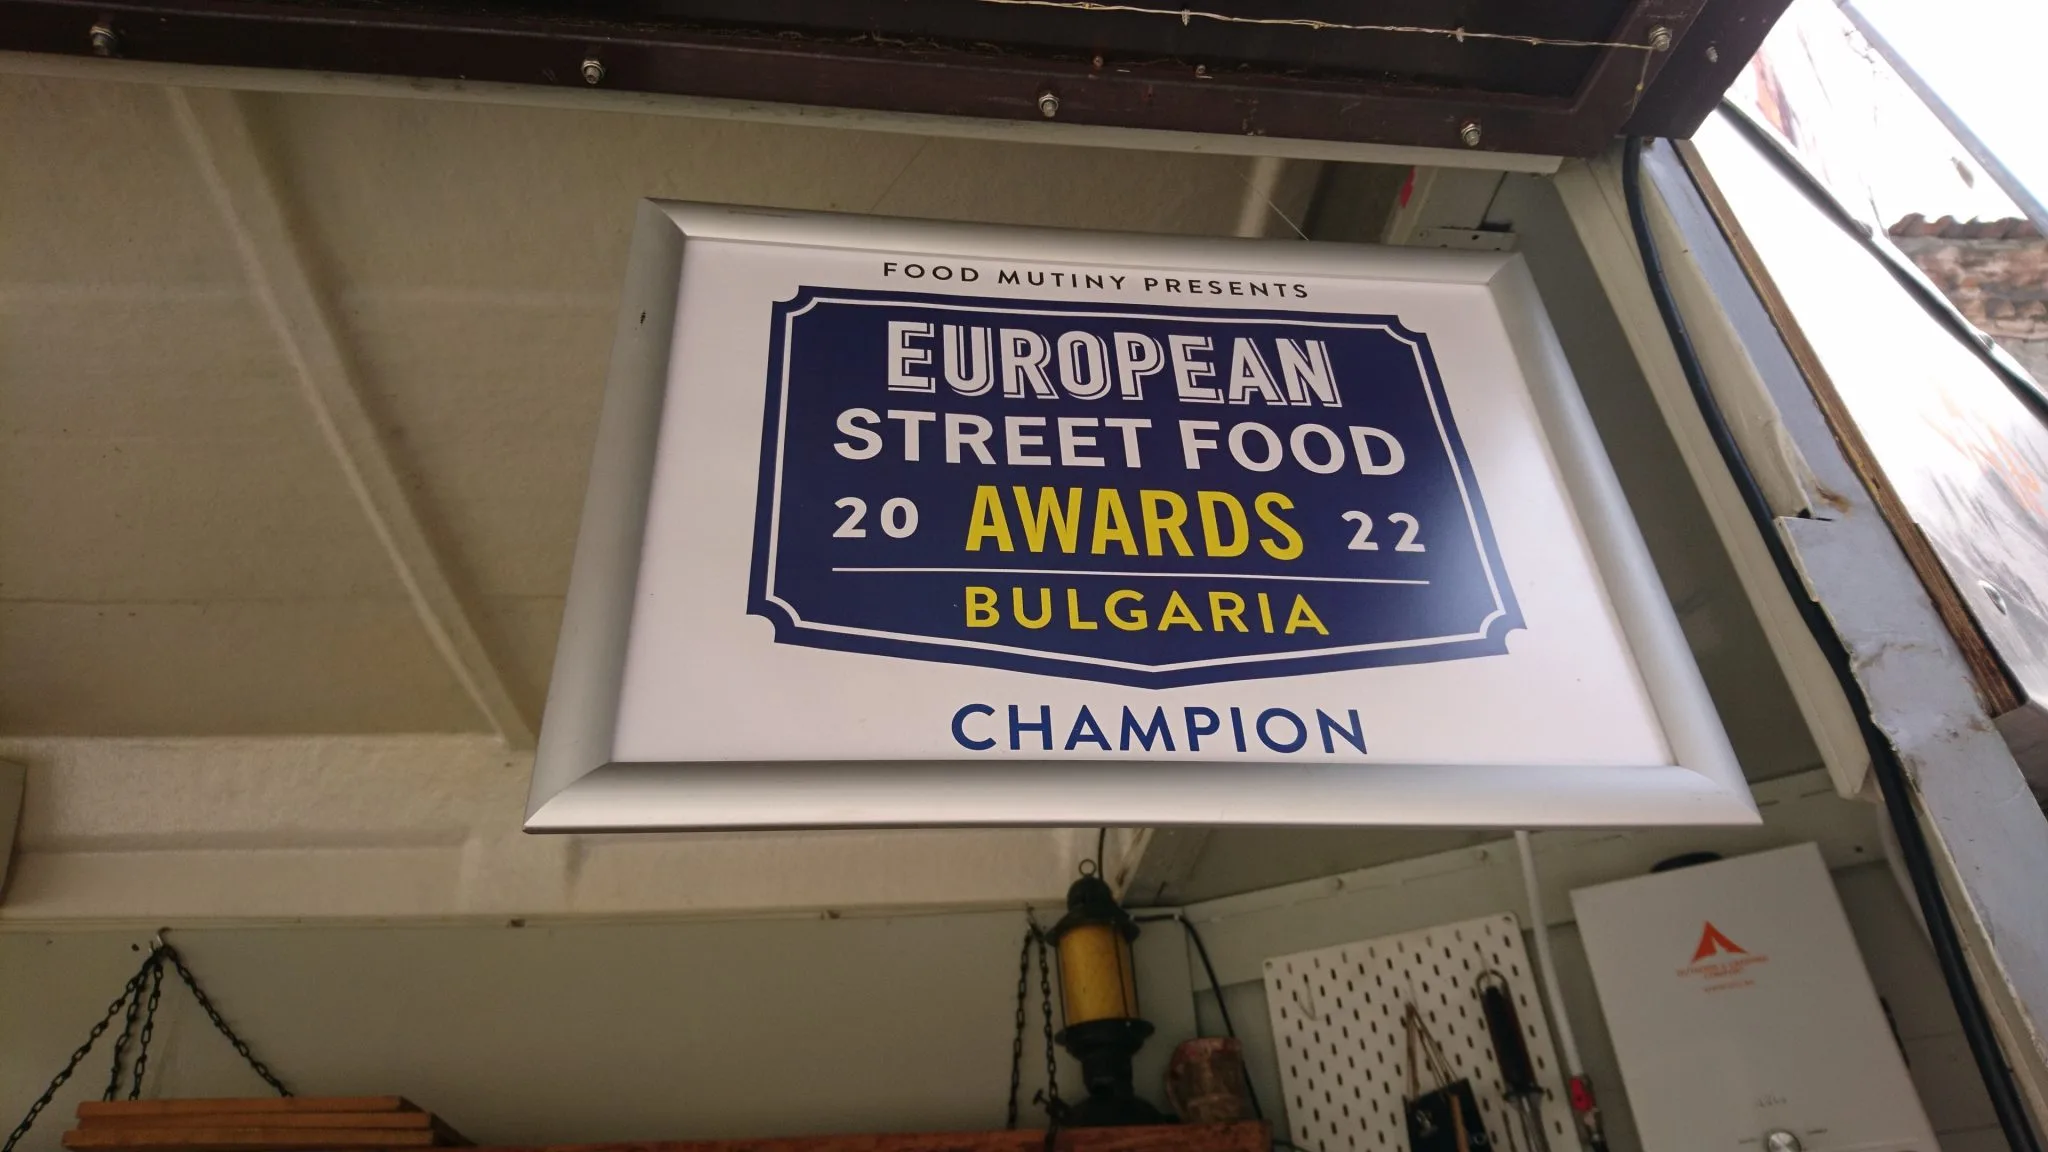 FOOD MUTINY PRESENTS
EUROPEAN
STREET FOOD
20 AWARDS 22
BULGARIA
CHAMPION